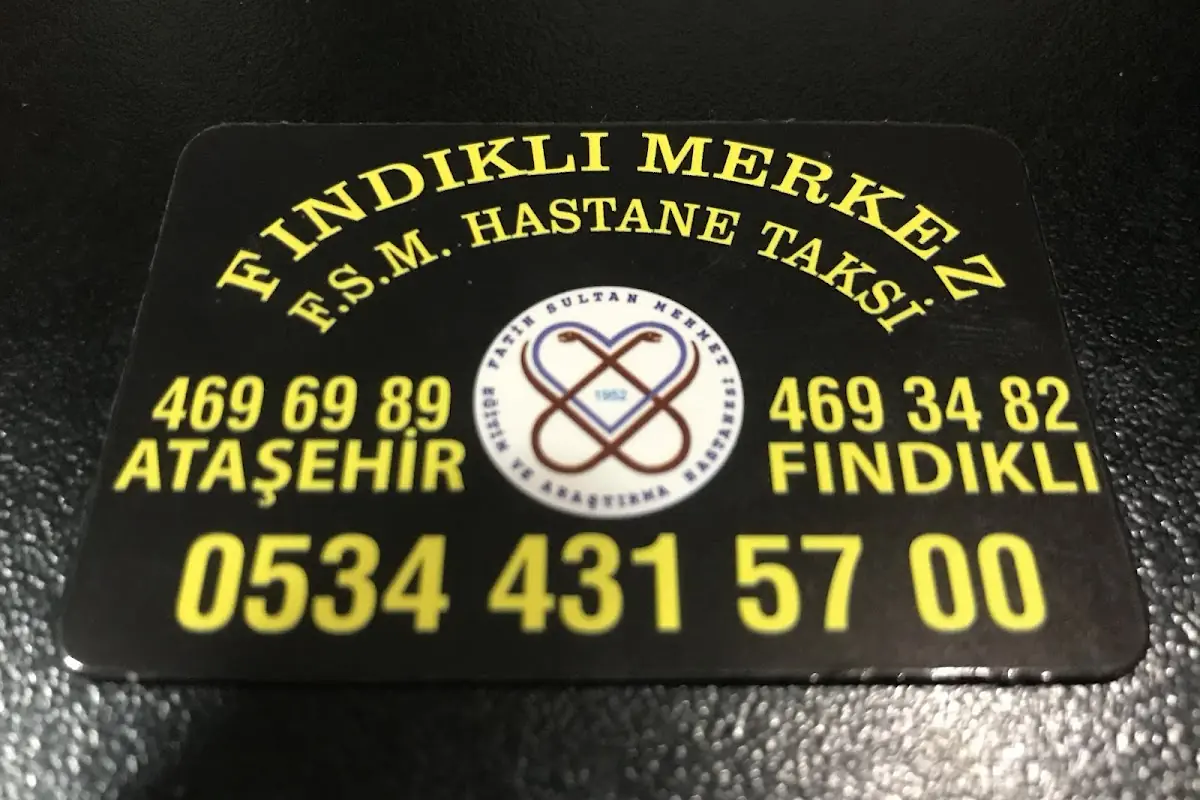 FINDIKLI MERKEZ
F.S.M. HASTANE TAKSİ
FATİH SULTAN MEHMET
EĞİTİM VE ARAŞTIRMA HASTANESİ
1952
469 69 89
ATAŞEHİR
469 34 82
FINDIKLI
0534 431 57 00